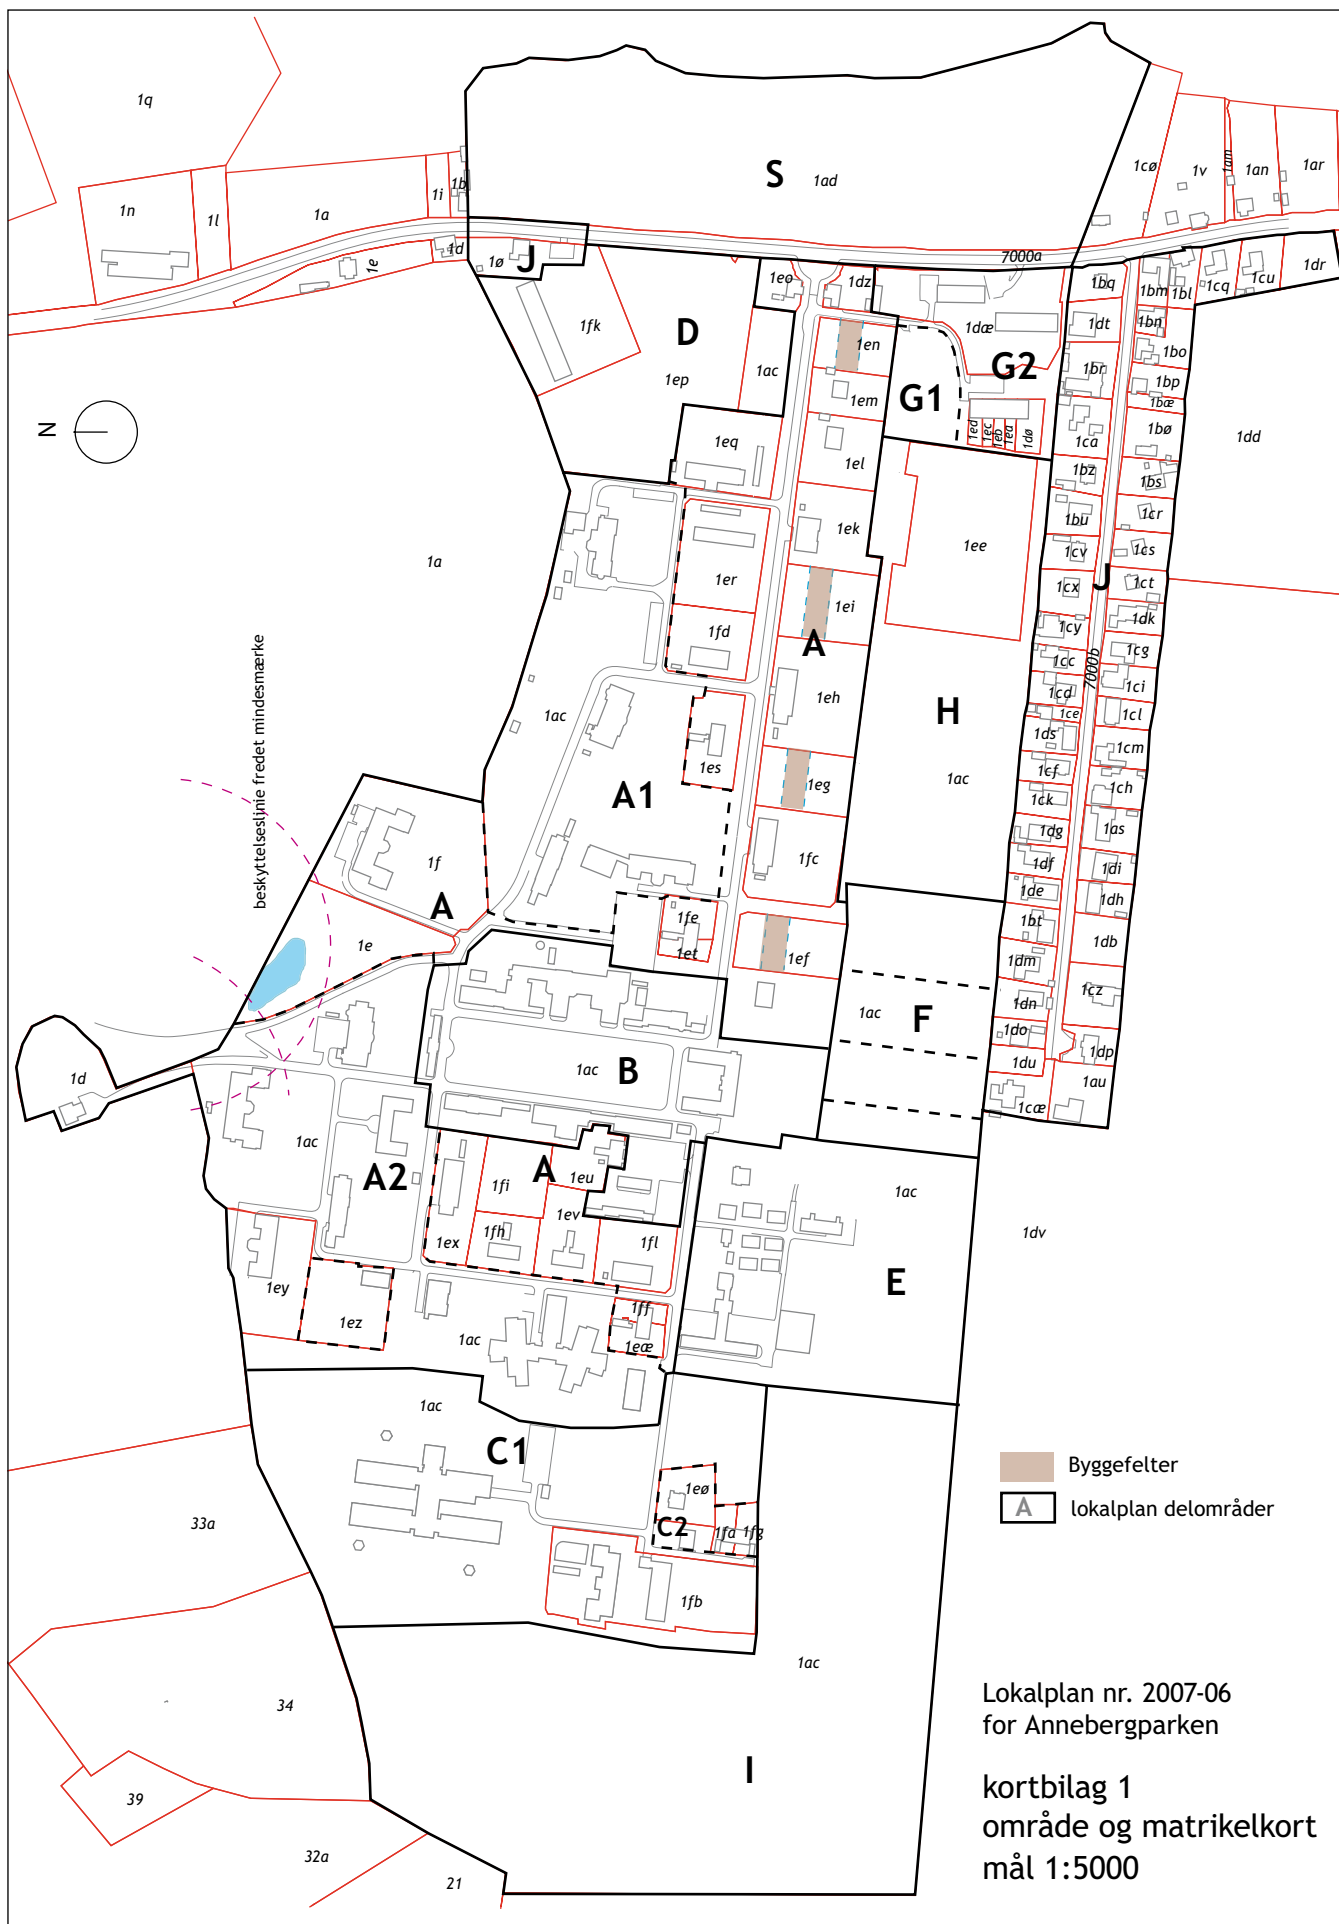 1q
S
1ad
1cø
1v
1am
1an
1ar
1n
1l
1a
1i
1b
1d
1e
1ø
J
7000a
1eo
1dz
1bq
1bm
1bl
1cq
1cu
1dr
1fk
D
1ep
1ac
1en
1em
1dæ
G2
G1
1dt
1br
1bn
1bo
1bp
1bæ
1bø
N
1eq
1el
1ed
1ec
1eb
1ea
1dø
1ca
1bz
1bs
1dd
1bu
1cr
1ek
1ee
1cv
1cs
1a
1er
1ei
1cx
J
1ct
1dk
1fd
A
1cy
1cg
beskyttelseslinie fredet mindesmærke
1cc
7000b
1ci
1eh
1cd
1ce
1cl
1ac
H
1ds
1cm
1es
1ac
1cf
1ch
1eg
1ck
A1
1dg
1as
1f
1fc
1df
1di
A
1de
1dh
1fe
1bt
1e
1et
1ef
1db
1dm
1cz
1dn
1ac
F
1do
1dp
1d
1ac
B
1du
1au
1cæ
1ac
A2
1fi
A
1eu
1ac
1ev
1ex
1fh
1fl
1dv
1ey
1ez
E
1ff
1ac
1eæ
1ac
C1
1eø
C2
1fa
1fg
Byggefelter
A
lokalplan delområder
33a
1fb
1ac
34
Lokalplan nr. 2007-06
for Annebergparken
I
39
kortbilag 1
område og matrikelkort
mål 1:5000
32a
21